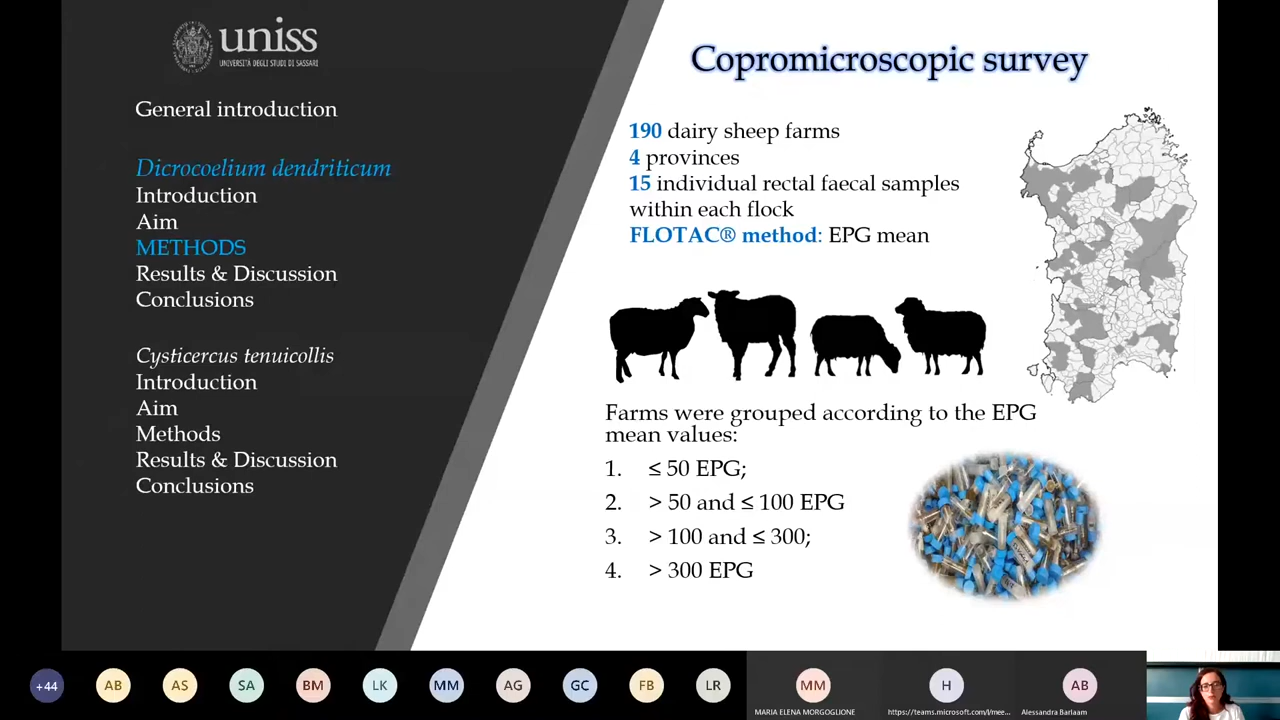 uniss
UNIVERSITÀ DEGLI STUDI DI SASSARI
General introduction
Dicrocoelium dendriticum
Introduction
Aim
METHODS
Results & Discussion
Conclusions
Cysticercus tenuicollis
Introduction
Aim
Methods
Results & Discussion
Conclusions
Copromicroscopic survey
190 dairy sheep farms
4 provinces
15 individual rectal faecal samples
within each flock
FLOTAC® method: EPG mean
Farms were grouped according to the EPG
mean values:
1. ≤ 50 EPG;
2. > 50 and ≤ 100 EPG
3. > 100 and ≤ 300;
4. > 300 EPG
+44
AB
AS
SA
BM
LK
MM
AG
GC
FB
LR
MM
H
AB
MARIA ELENA MORGOGLIONE
https://teams.microsoft.com/l/mee...
Alessandra Barlaam